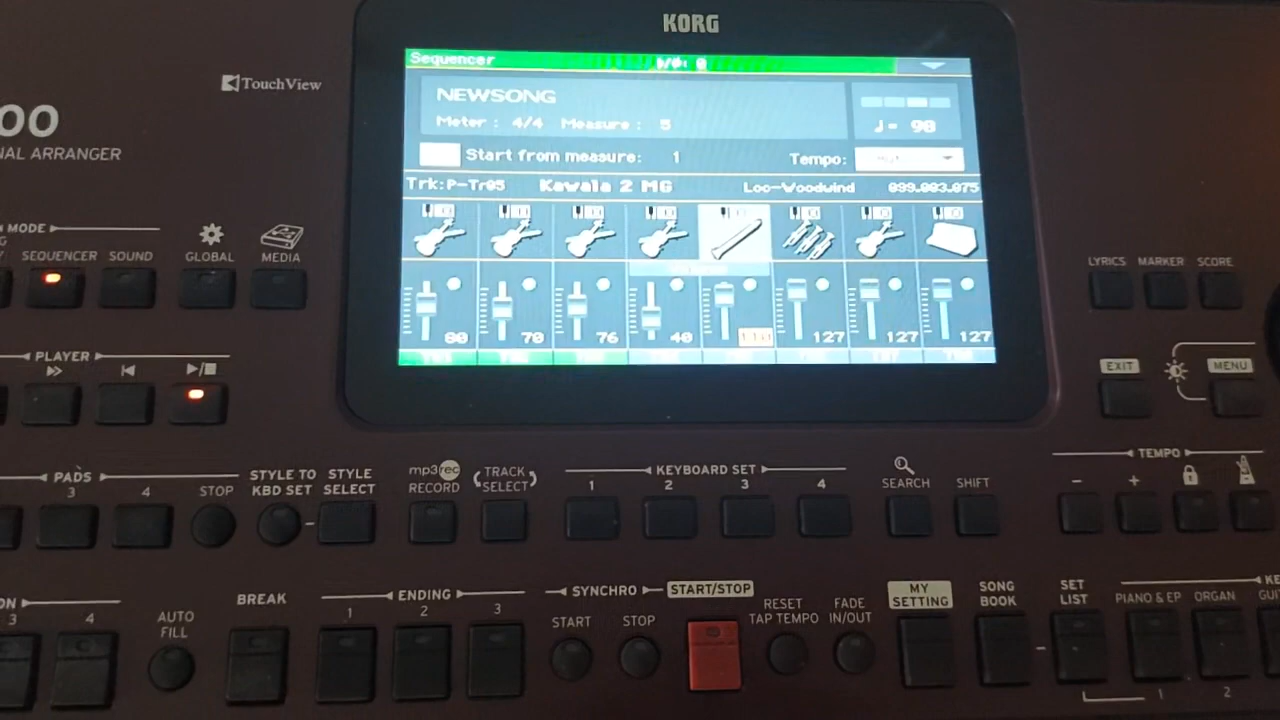 KORG
TouchView
00
NAL ARRANGER
Sequencer
NEWSONG
Meter : 4/4 Measure : 5
♩= 98
Start from measure: 1 Tempo:
Trk:P-Tr05 Kawala 2 MG Loc-Woodwind 099.003.075
80 70 76 40 110 127 127 127
MODE
SEQUENCER SOUND GLOBAL MEDIA
LYRICS MARKER SCORE
PLAYER
EXIT MENU
PADS
3 4 STOP
STYLE TO KBD SET
STYLE SELECT
mp3 rec
RECORD
TRACK SELECT
KEYBOARD SET
1 2 3 4
SEARCH SHIFT
TEMPO
- +
3 4
AUTO FILL
BREAK
ENDING
1 2 3
SYNCHRO
START STOP
START/STOP
RESET
TAP TEMPO
FADE
IN/OUT
MY
SETTING
SONG
BOOK
SET
LIST
PIANO & EP ORGAN
1 2